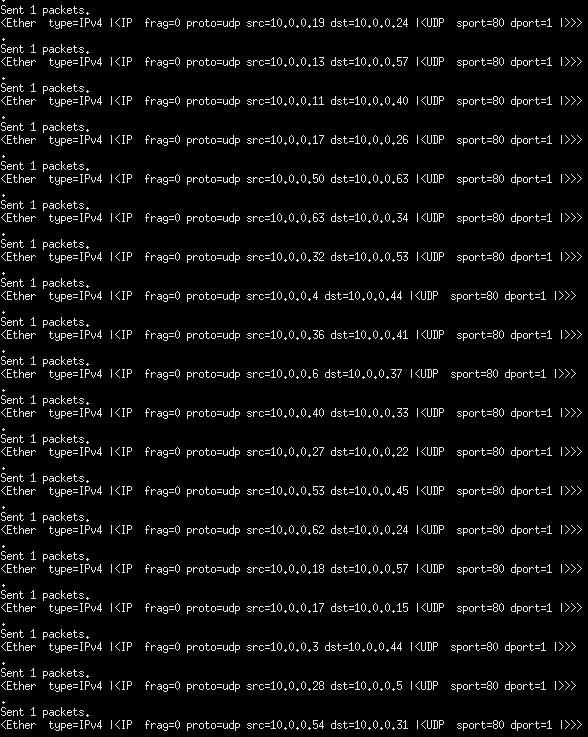 Sent 1 packets.
<Ether  type=IPv4 |<IP  frag=0 proto=udp src=10.0.0.19 dst=10.0.0.24 |<UDP  sport=80 dport=1 |>>>
.
Sent 1 packets.
<Ether  type=IPv4 |<IP  frag=0 proto=udp src=10.0.0.13 dst=10.0.0.57 |<UDP  sport=80 dport=1 |>>>
.
Sent 1 packets.
<Ether  type=IPv4 |<IP  frag=0 proto=udp src=10.0.0.11 dst=10.0.0.40 |<UDP  sport=80 dport=1 |>>>
.
Sent 1 packets.
<Ether  type=IPv4 |<IP  frag=0 proto=udp src=10.0.0.17 dst=10.0.0.26 |<UDP  sport=80 dport=1 |>>>
.
Sent 1 packets.
<Ether  type=IPv4 |<IP  frag=0 proto=udp src=10.0.0.50 dst=10.0.0.63 |<UDP  sport=80 dport=1 |>>>
.
Sent 1 packets.
<Ether  type=IPv4 |<IP  frag=0 proto=udp src=10.0.0.63 dst=10.0.0.34 |<UDP  sport=80 dport=1 |>>>
.
Sent 1 packets.
<Ether  type=IPv4 |<IP  frag=0 proto=udp src=10.0.0.32 dst=10.0.0.53 |<UDP  sport=80 dport=1 |>>>
.
Sent 1 packets.
<Ether  type=IPv4 |<IP  frag=0 proto=udp src=10.0.0.4 dst=10.0.0.44 |<UDP  sport=80 dport=1 |>>>
.
Sent 1 packets.
<Ether  type=IPv4 |<IP  frag=0 proto=udp src=10.0.0.36 dst=10.0.0.41 |<UDP  sport=80 dport=1 |>>>
.
Sent 1 packets.
<Ether  type=IPv4 |<IP  frag=0 proto=udp src=10.0.0.6 dst=10.0.0.37 |<UDP  sport=80 dport=1 |>>>
.
Sent 1 packets.
<Ether  type=IPv4 |<IP  frag=0 proto=udp src=10.0.0.40 dst=10.0.0.33 |<UDP  sport=80 dport=1 |>>>
.
Sent 1 packets.
<Ether  type=IPv4 |<IP  frag=0 proto=udp src=10.0.0.27 dst=10.0.0.22 |<UDP  sport=80 dport=1 |>>>
.
Sent 1 packets.
<Ether  type=IPv4 |<IP  frag=0 proto=udp src=10.0.0.53 dst=10.0.0.45 |<UDP  sport=80 dport=1 |>>>
.
Sent 1 packets.
<Ether  type=IPv4 |<IP  frag=0 proto=udp src=10.0.0.62 dst=10.0.0.24 |<UDP  sport=80 dport=1 |>>>
.
Sent 1 packets.
<Ether  type=IPv4 |<IP  frag=0 proto=udp src=10.0.0.18 dst=10.0.0.57 |<UDP  sport=80 dport=1 |>>>
.
Sent 1 packets.
<Ether  type=IPv4 |<IP  frag=0 proto=udp src=10.0.0.17 dst=10.0.0.15 |<UDP  sport=80 dport=1 |>>>
.
Sent 1 packets.
<Ether  type=IPv4 |<IP  frag=0 proto=udp src=10.0.0.3 dst=10.0.0.44 |<UDP  sport=80 dport=1 |>>>
.
Sent 1 packets.
<Ether  type=IPv4 |<IP  frag=0 proto=udp src=10.0.0.28 dst=10.0.0.5 |<UDP  sport=80 dport=1 |>>>
.
Sent 1 packets.
<Ether  type=IPv4 |<IP  frag=0 proto=udp src=10.0.0.54 dst=10.0.0.31 |<UDP  sport=80 dport=1 |>>>